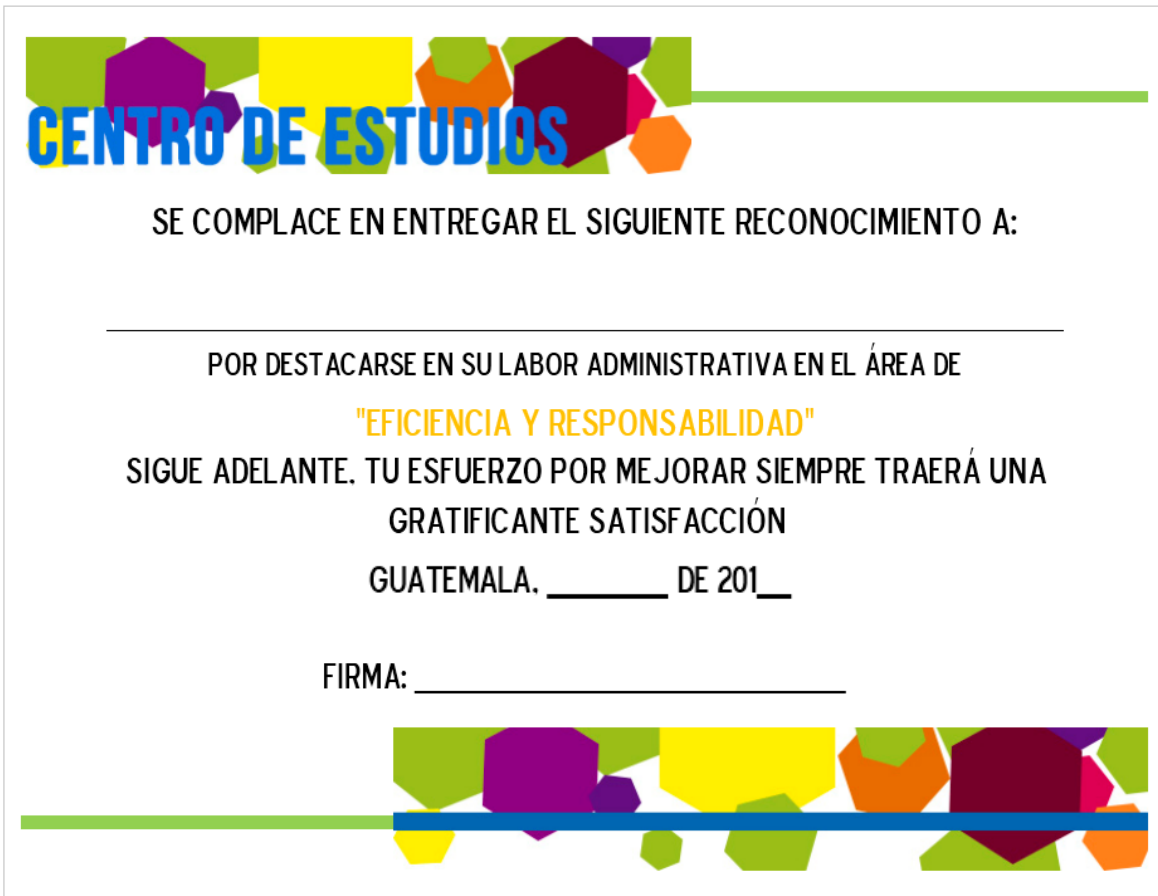 CENTRO DE ESTUDIOS
SE COMPLACE EN ENTREGAR EL SIGUIENTE RECONOCIMIENTO A:
POR DESTACARSE EN SU LABOR ADMINISTRATIVA EN EL ÁREA DE
"EFICIENCIA Y RESPONSABILIDAD"
SIGUE ADELANTE. TU ESFUERZO POR MEJORAR SIEMPRE TRAERÁ UNA
GRATIFICANTE SATISFACCIÓN
GUATEMALA, ________ DE 201__
FIRMA: ____________________________